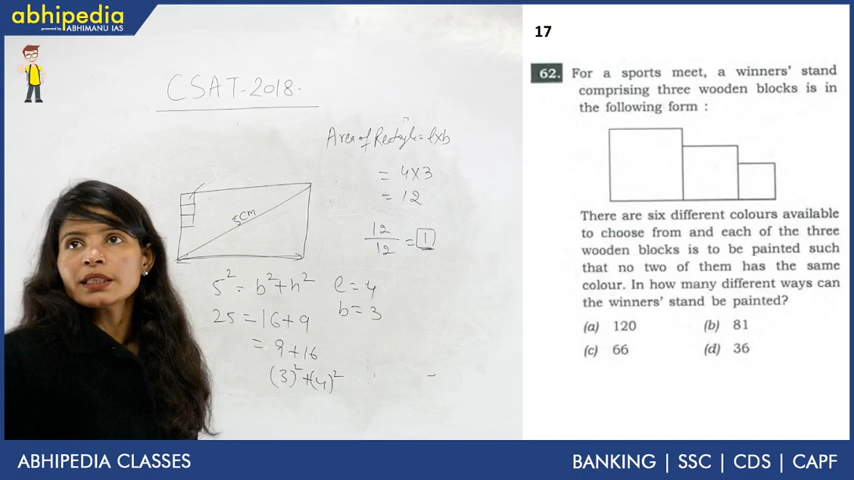 abhipedia
powered by ABHIMANU IAS
CSAT-2018.
Area of Rectangle = l×b
= 4×3
= 12
12/12 = 1
5cm
5² = b²+h²
l = 4
25 = 16+9
b = 3
= 9+16
(3)²+(4)²
17
62. For a sports meet, a winners' stand
comprising three wooden blocks is in
the following form :
There are six different colours available
to choose from and each of the three
wooden blocks is to be painted such
that no two of them has the same
colour. In how many different ways can
the winners' stand be painted?
(a) 120 (b) 81
(c) 66 (d) 36
ABHIPEDIA CLASSES
BANKING | SSC | CDS | CAPF